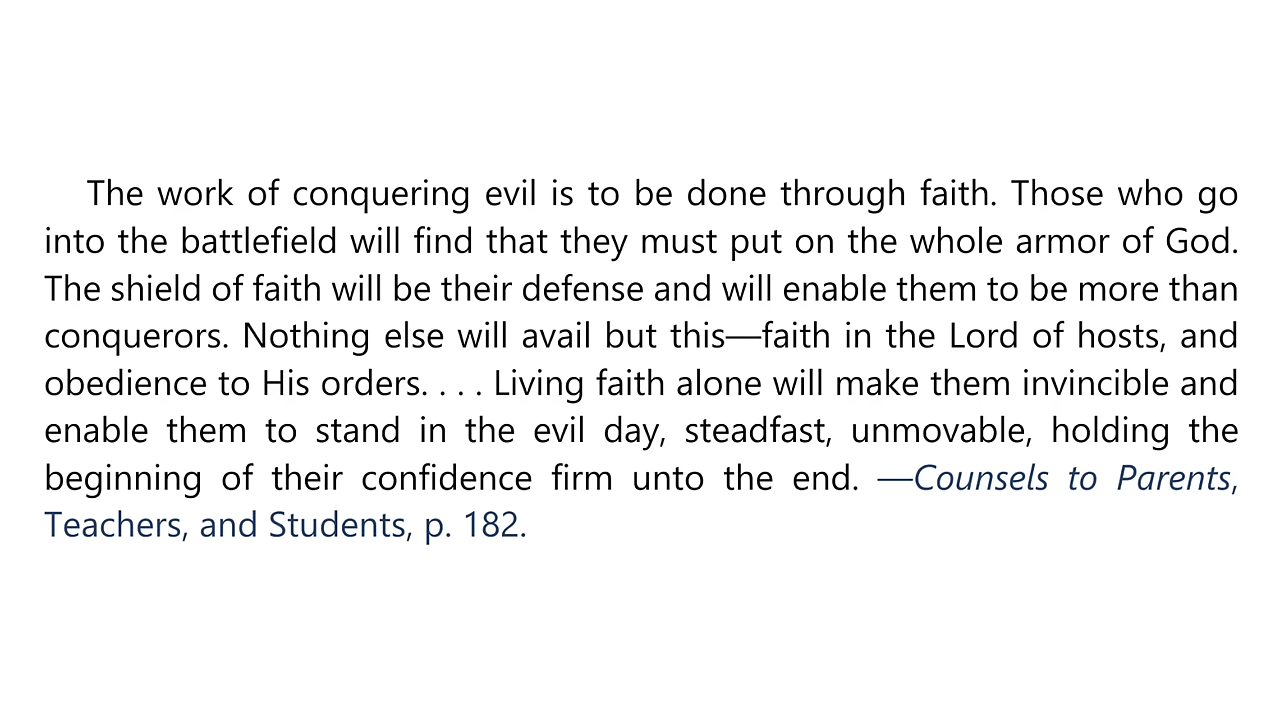 The work of conquering evil is to be done through faith. Those who go
into the battlefield will find that they must put on the whole armor of God.
The shield of faith will be their defense and will enable them to be more than
conquerors. Nothing else will avail but this—faith in the Lord of hosts, and
obedience to His orders. . . . Living faith alone will make them invincible and
enable them to stand in the evil day, steadfast, unmovable, holding the
beginning of their confidence firm unto the end. —Counsels to Parents,
Teachers, and Students, p. 182.